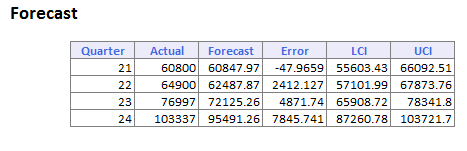 Forecast
Quarter Actual Forecast Error LCI UCI
21 60800 60847.97 -47.9659 55603.43 66092.51
22 64900 62487.87 2412.127 57101.99 67873.76
23 76997 72125.26 4871.74 65908.72 78341.8
24 103337 95491.26 7845.741 87260.78 103721.7